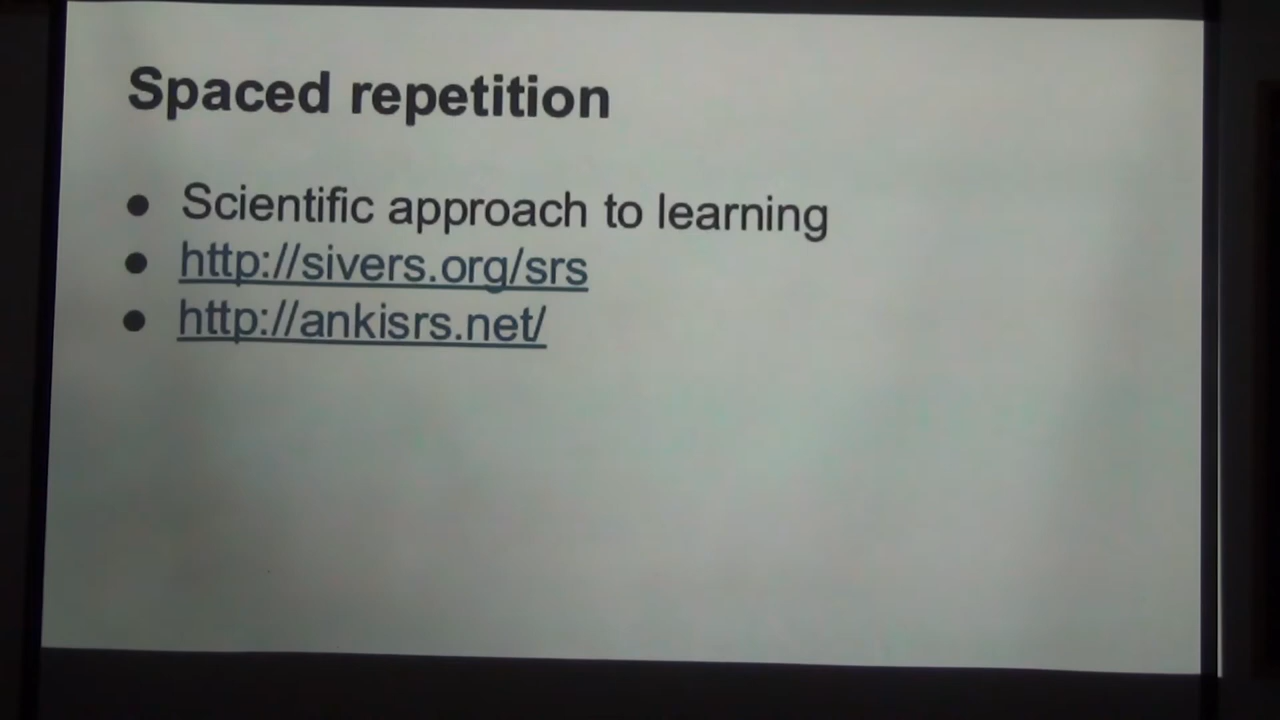 Spaced repetition
● Scientific approach to learning
● http://sivers.org/srs
● http://ankisrs.net/